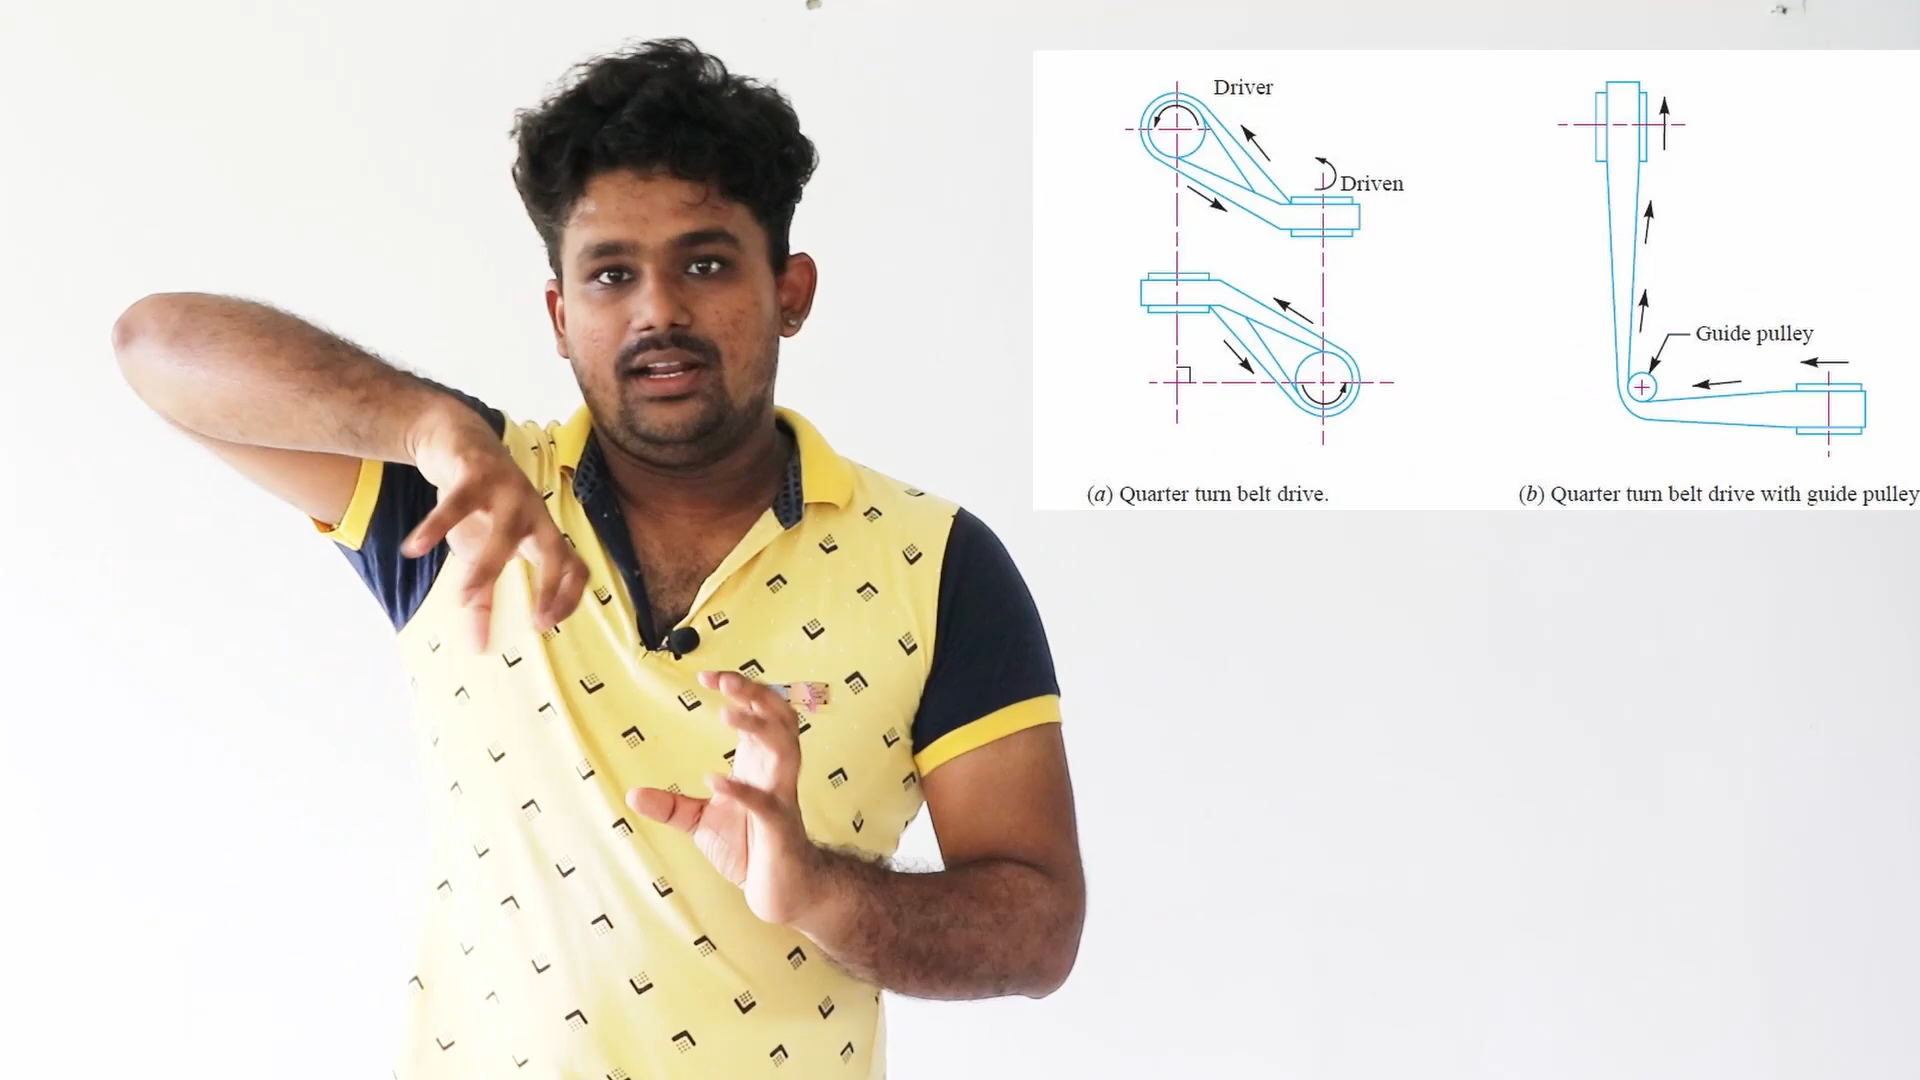 Driver
Driven
Guide pulley
(a) Quarter turn belt drive.
(b) Quarter turn belt drive with guide pulley